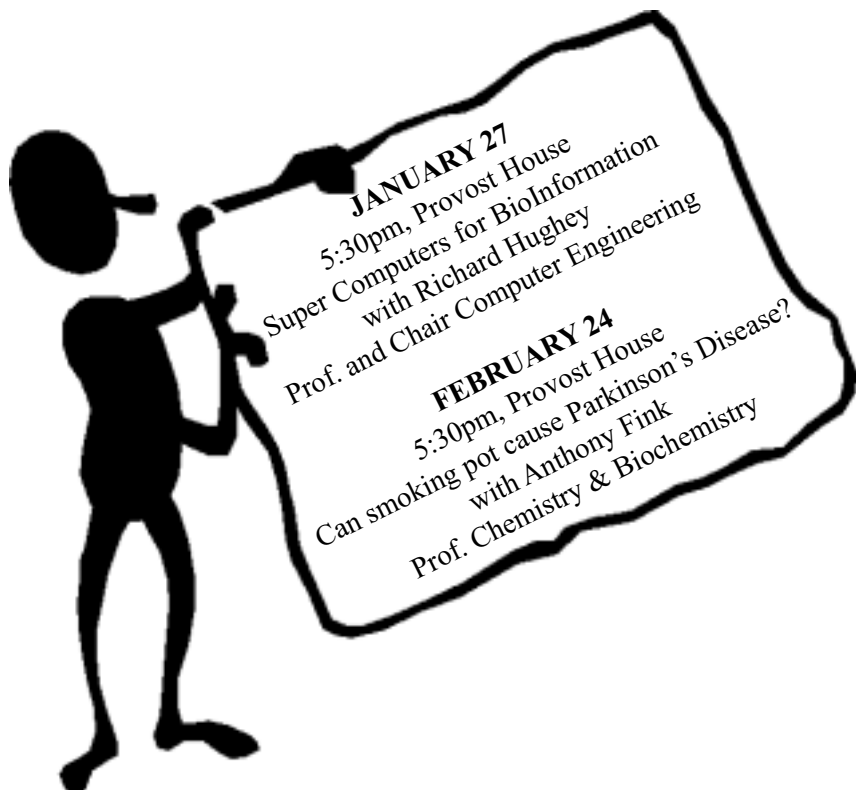 JANUARY 27
5:30pm, Provost House
Super Computers for BioInformation
with Richard Hughey
Prof. and Chair Computer Engineering
FEBRUARY 24
5:30pm, Provost House
Can smoking pot cause Parkinson’s Disease?
with Anthony Fink
Prof. Chemistry & Biochemistry